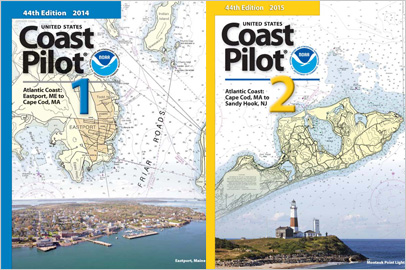 44th Edition 2014
UNITED STATES
Coast
Pilot®
NOAA
1
Atlantic Coast:
Eastport, ME to
Cape Cod, MA
EASTPORT
FRIAR ROADS
Eastport, Maine
44th Edition 2015
UNITED STATES
Coast
Pilot®
NOAA
2
Atlantic Coast:
Cape Cod, MA to
Sandy Hook, NJ
Montauk Point Light